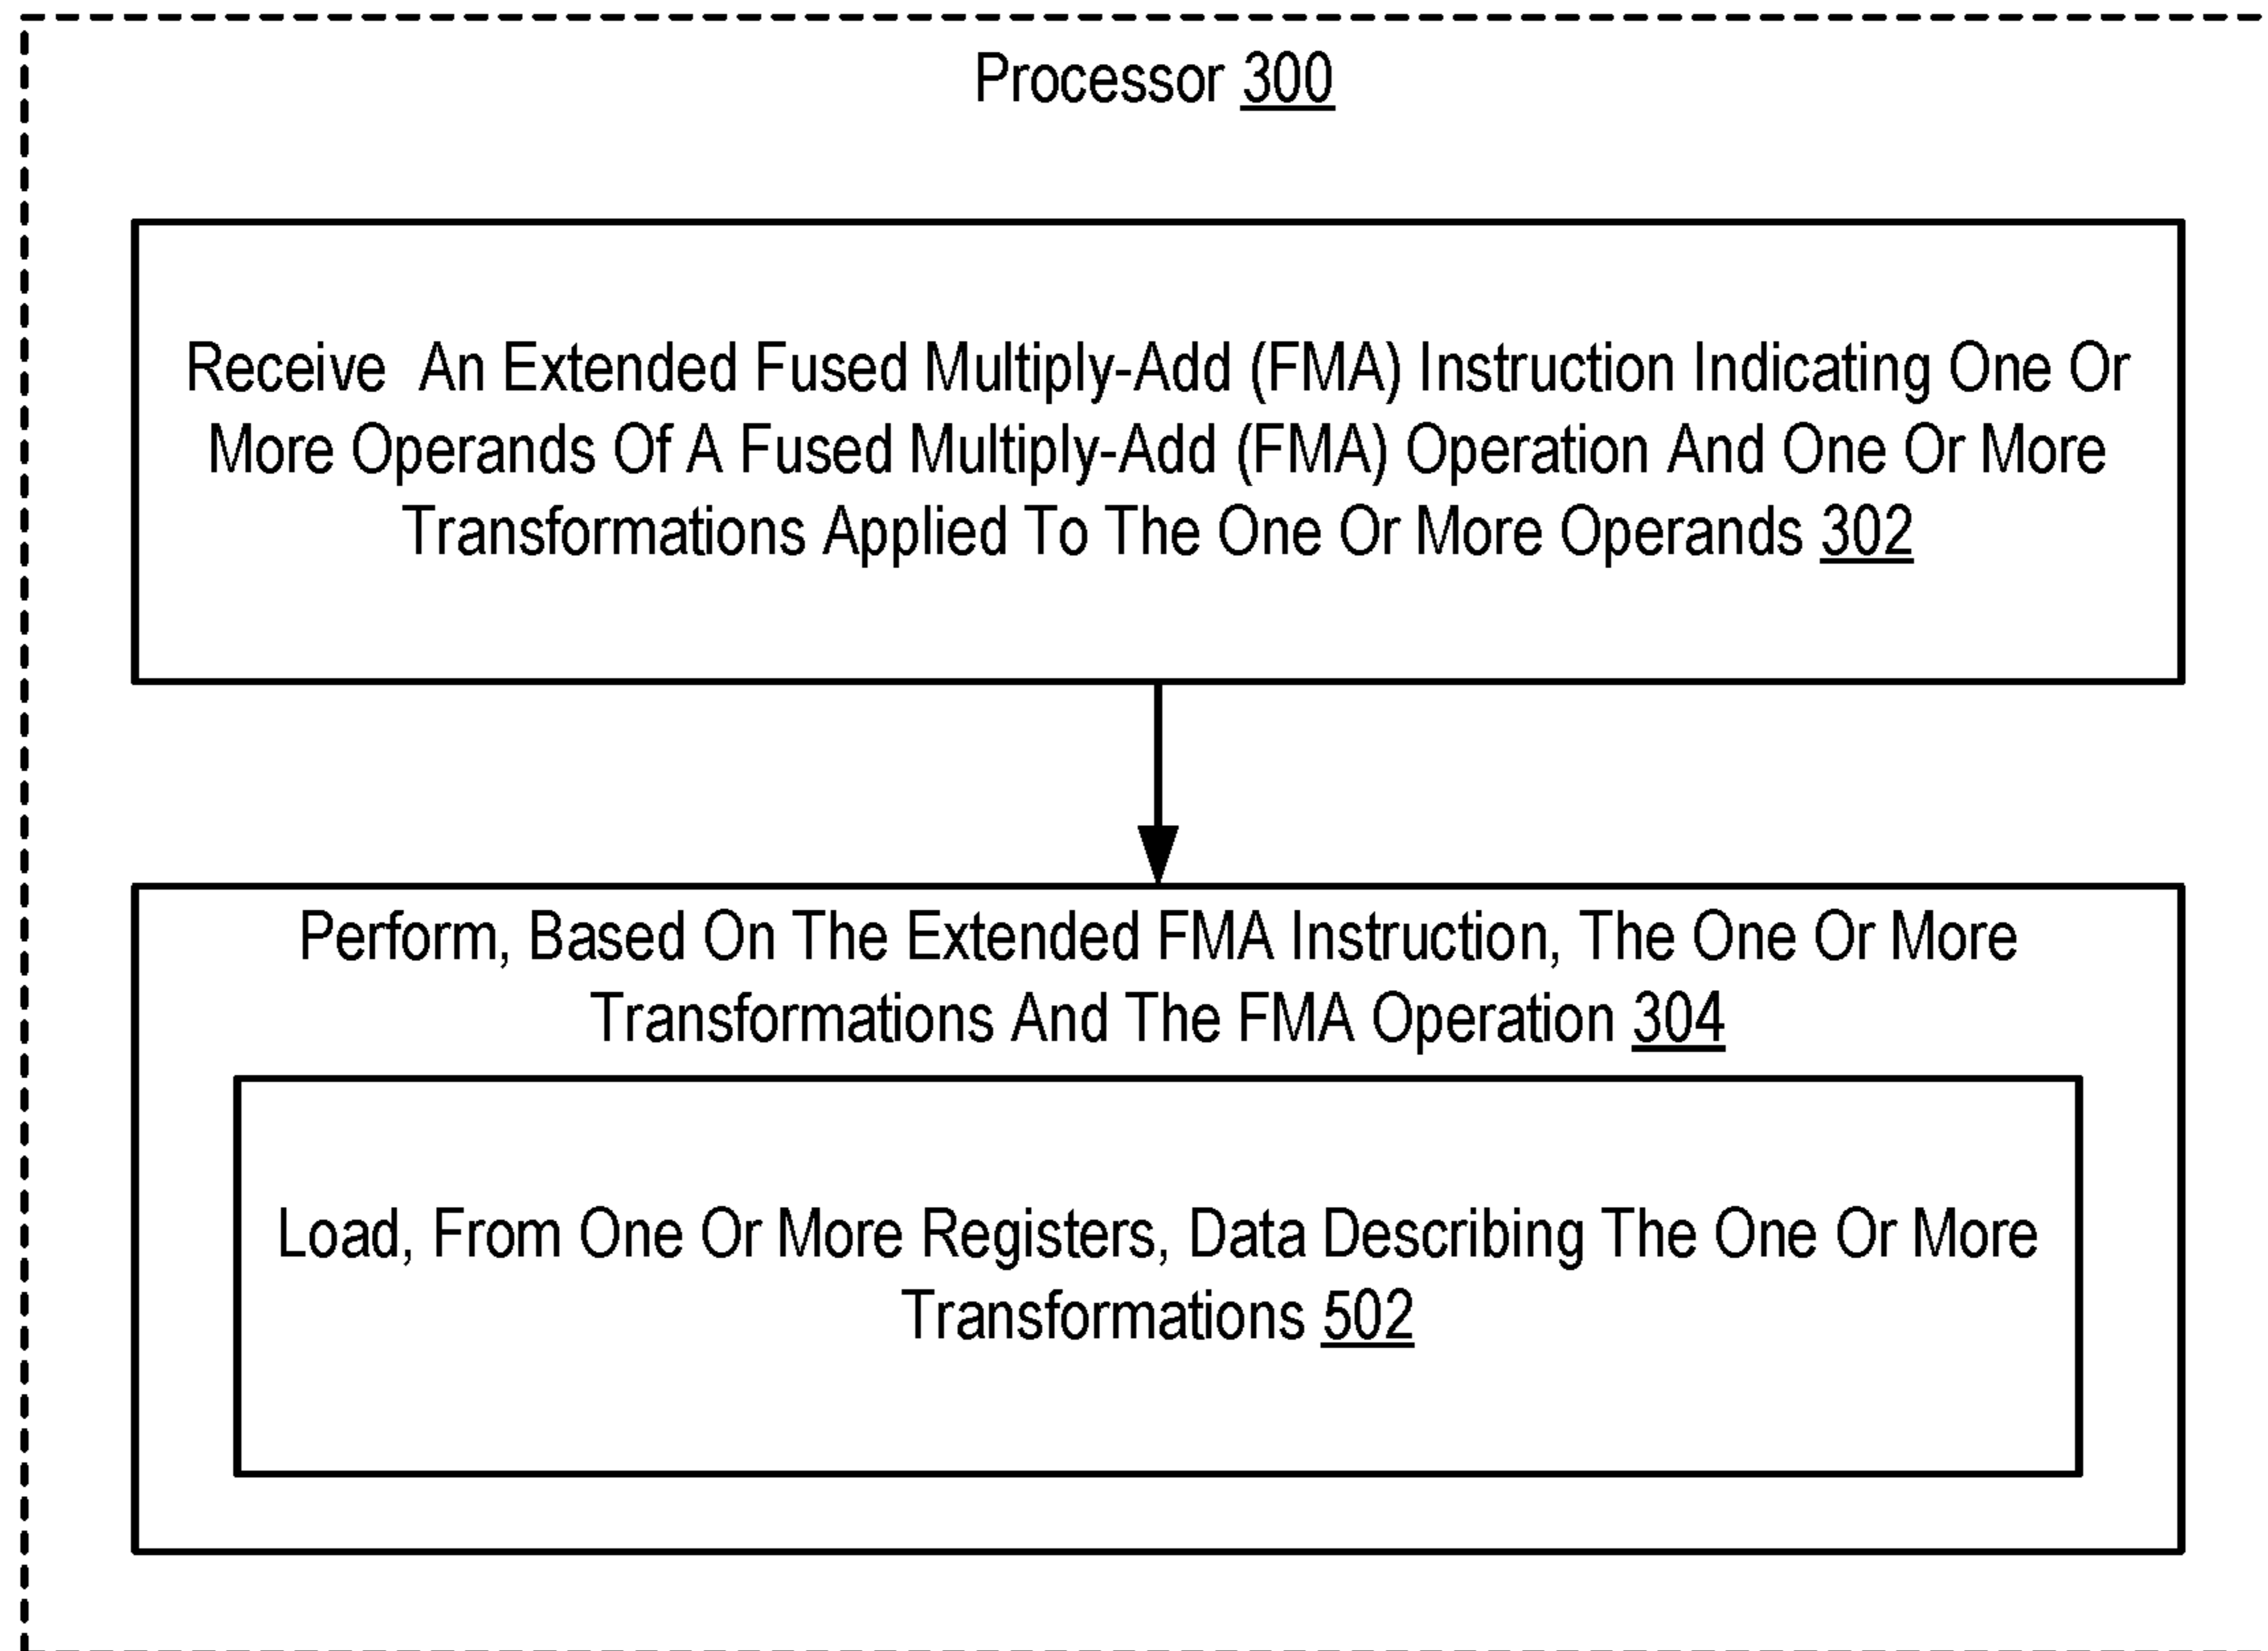 Processor 300
Receive An Extended Fused Multiply-Add (FMA) Instruction Indicating One Or
More Operands Of A Fused Multiply-Add (FMA) Operation And One Or More
Transformations Applied To The One Or More Operands 302
Perform, Based On The Extended FMA Instruction, The One Or More
Transformations And The FMA Operation 304
Load, From One Or More Registers, Data Describing The One Or More
Transformations 502